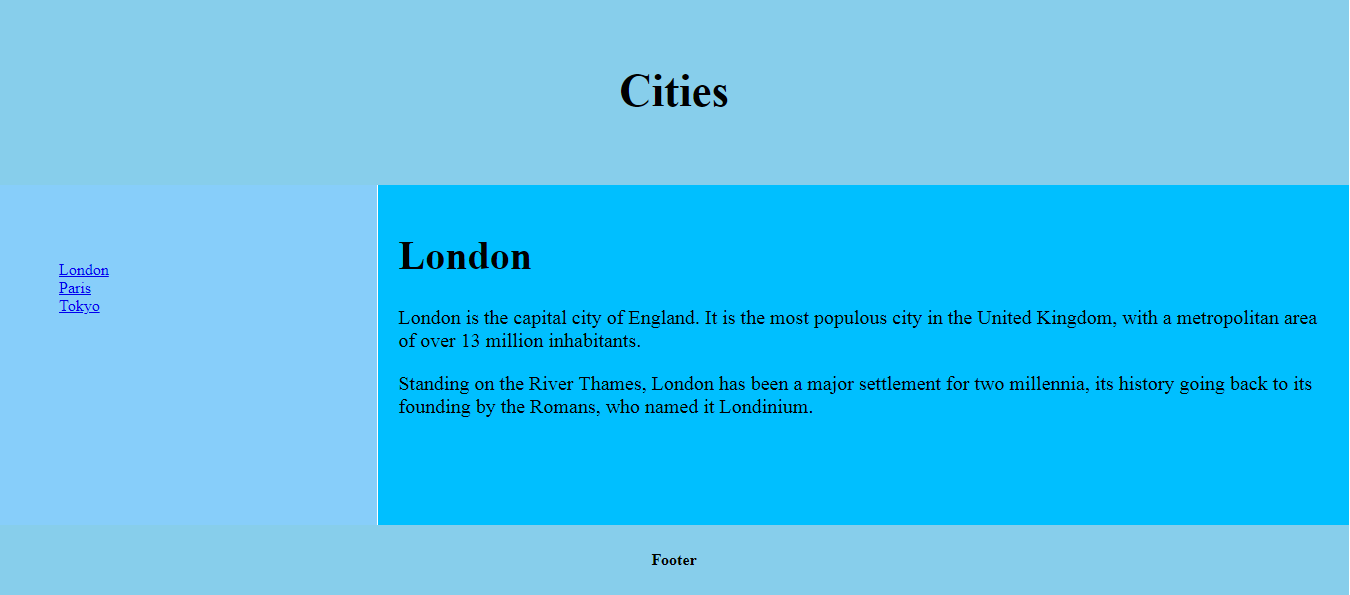 Cities
London
Paris
Tokyo
London
London is the capital city of England. It is the most populous city in the United Kingdom, with a metropolitan area
of over 13 million inhabitants.
Standing on the River Thames, London has been a major settlement for two millennia, its history going back to its
founding by the Romans, who named it Londinium.
Footer